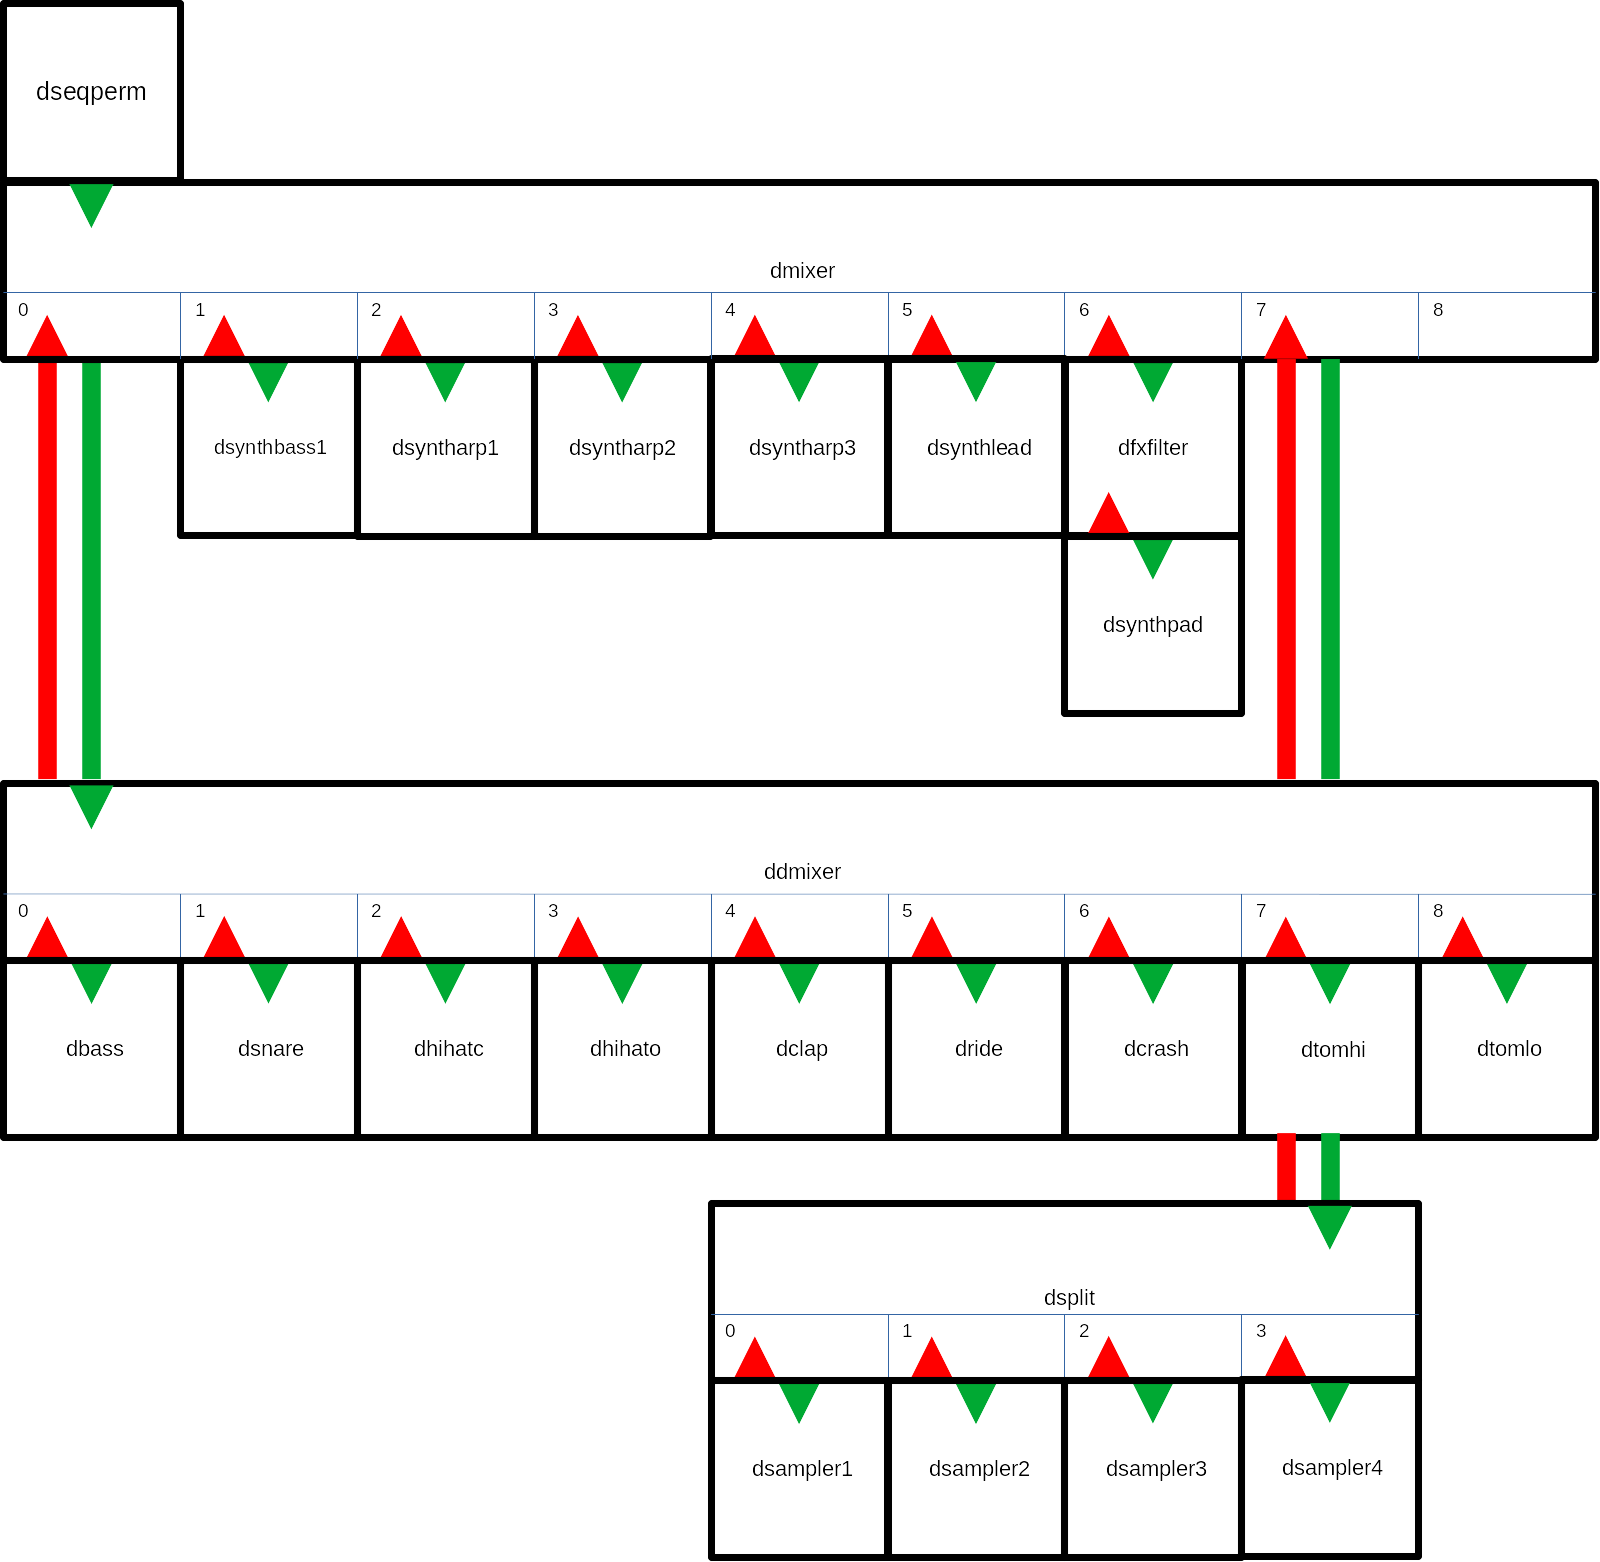 dseqperm
dmixer
0 1 2 3 4 5 6 7 8
dsynthbass1 dsyntharp1 dsyntharp2 dsyntharp3 dsynthlead dfxfilter
dsynthpad
ddmixer
0 1 2 3 4 5 6 7 8
dbass dsnare dhihatc dhihato dclap dride dcrash dtomhi dtomlo
dsplit
0 1 2 3
dsampler1 dsampler2 dsampler3 dsampler4